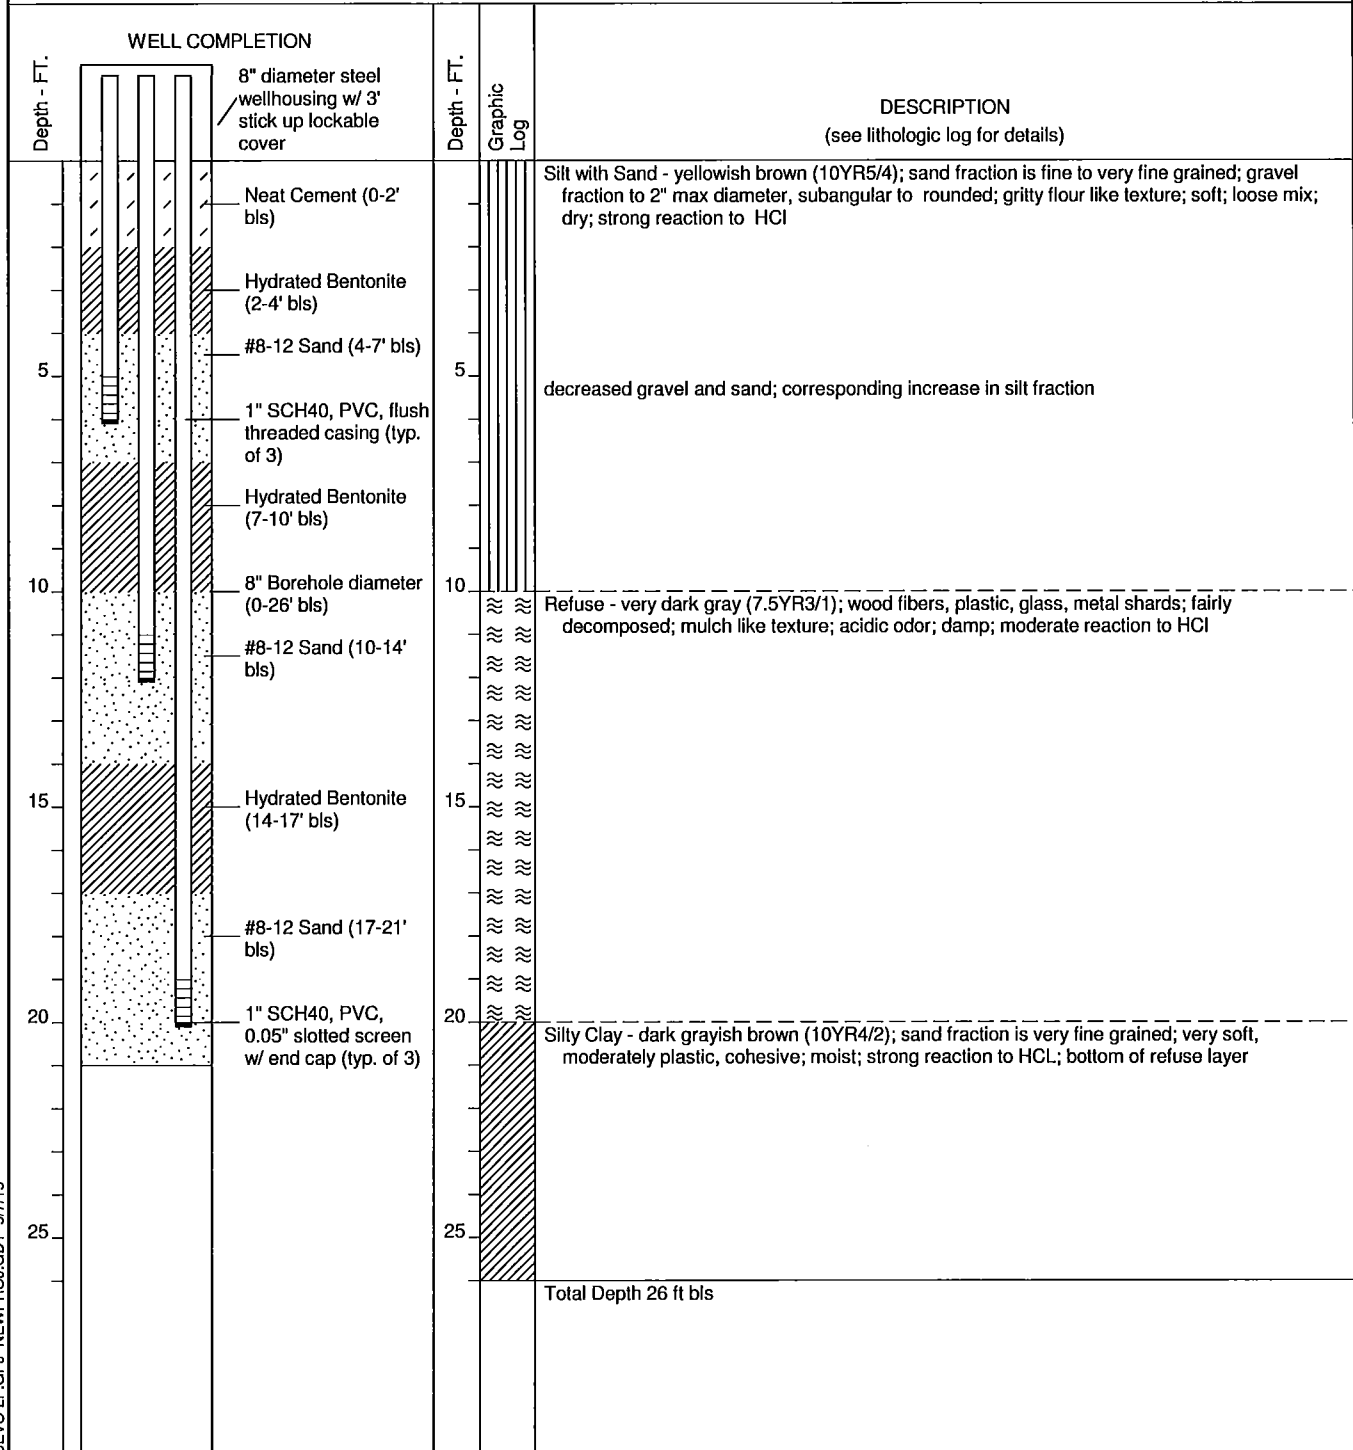 WELL COMPLETION
Depth - FT.
8" diameter steel
wellhousing w/ 3'
stick up lockable
cover
Depth - FT.
Graphic
Log
DESCRIPTION
(see lithologic log for details)
Neat Cement (0-2'
bls)
Hydrated Bentonite
(2-4' bls)
#8-12 Sand (4-7' bls)
5
1" SCH40, PVC, flush
threaded casing (typ.
of 3)
Hydrated Bentonite
(7-10' bls)
10
8" Borehole diameter
(0-26' bls)
#8-12 Sand (10-14'
bls)
15
Hydrated Bentonite
(14-17' bls)
#8-12 Sand (17-21'
bls)
20
1" SCH40, PVC,
0.05" slotted screen
w/ end cap (typ. of 3)
25
5
10
15
20
25
Silt with Sand - yellowish brown (10YR5/4); sand fraction is fine to very fine grained; gravel
fraction to 2" max diameter, subangular to rounded; gritty flour like texture; soft; loose mix;
dry; strong reaction to HCl
decreased gravel and sand; corresponding increase in silt fraction
Refuse - very dark gray (7.5YR3/1); wood fibers, plastic, glass, metal shards; fairly
decomposed; mulch like texture; acidic odor; damp; moderate reaction to HCl
Silty Clay - dark grayish brown (10YR4/2); sand fraction is very fine grained; very soft,
moderately plastic, cohesive; moist; strong reaction to HCL; bottom of refuse layer
Total Depth 26 ft bls